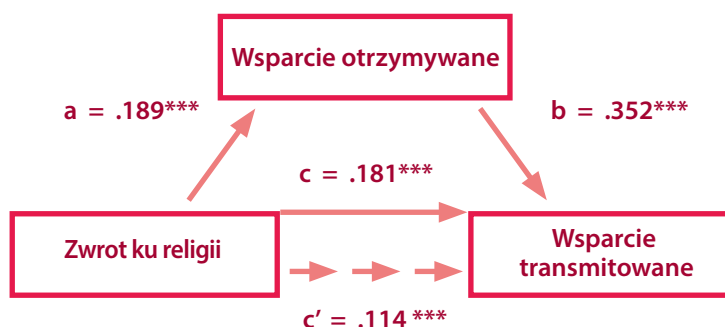 Wsparcie otrzymywane
a = .189***
b = .352***
c = .181***
Zwrot ku religii
Wsparcie
transmitowane
c’ = .114 ***